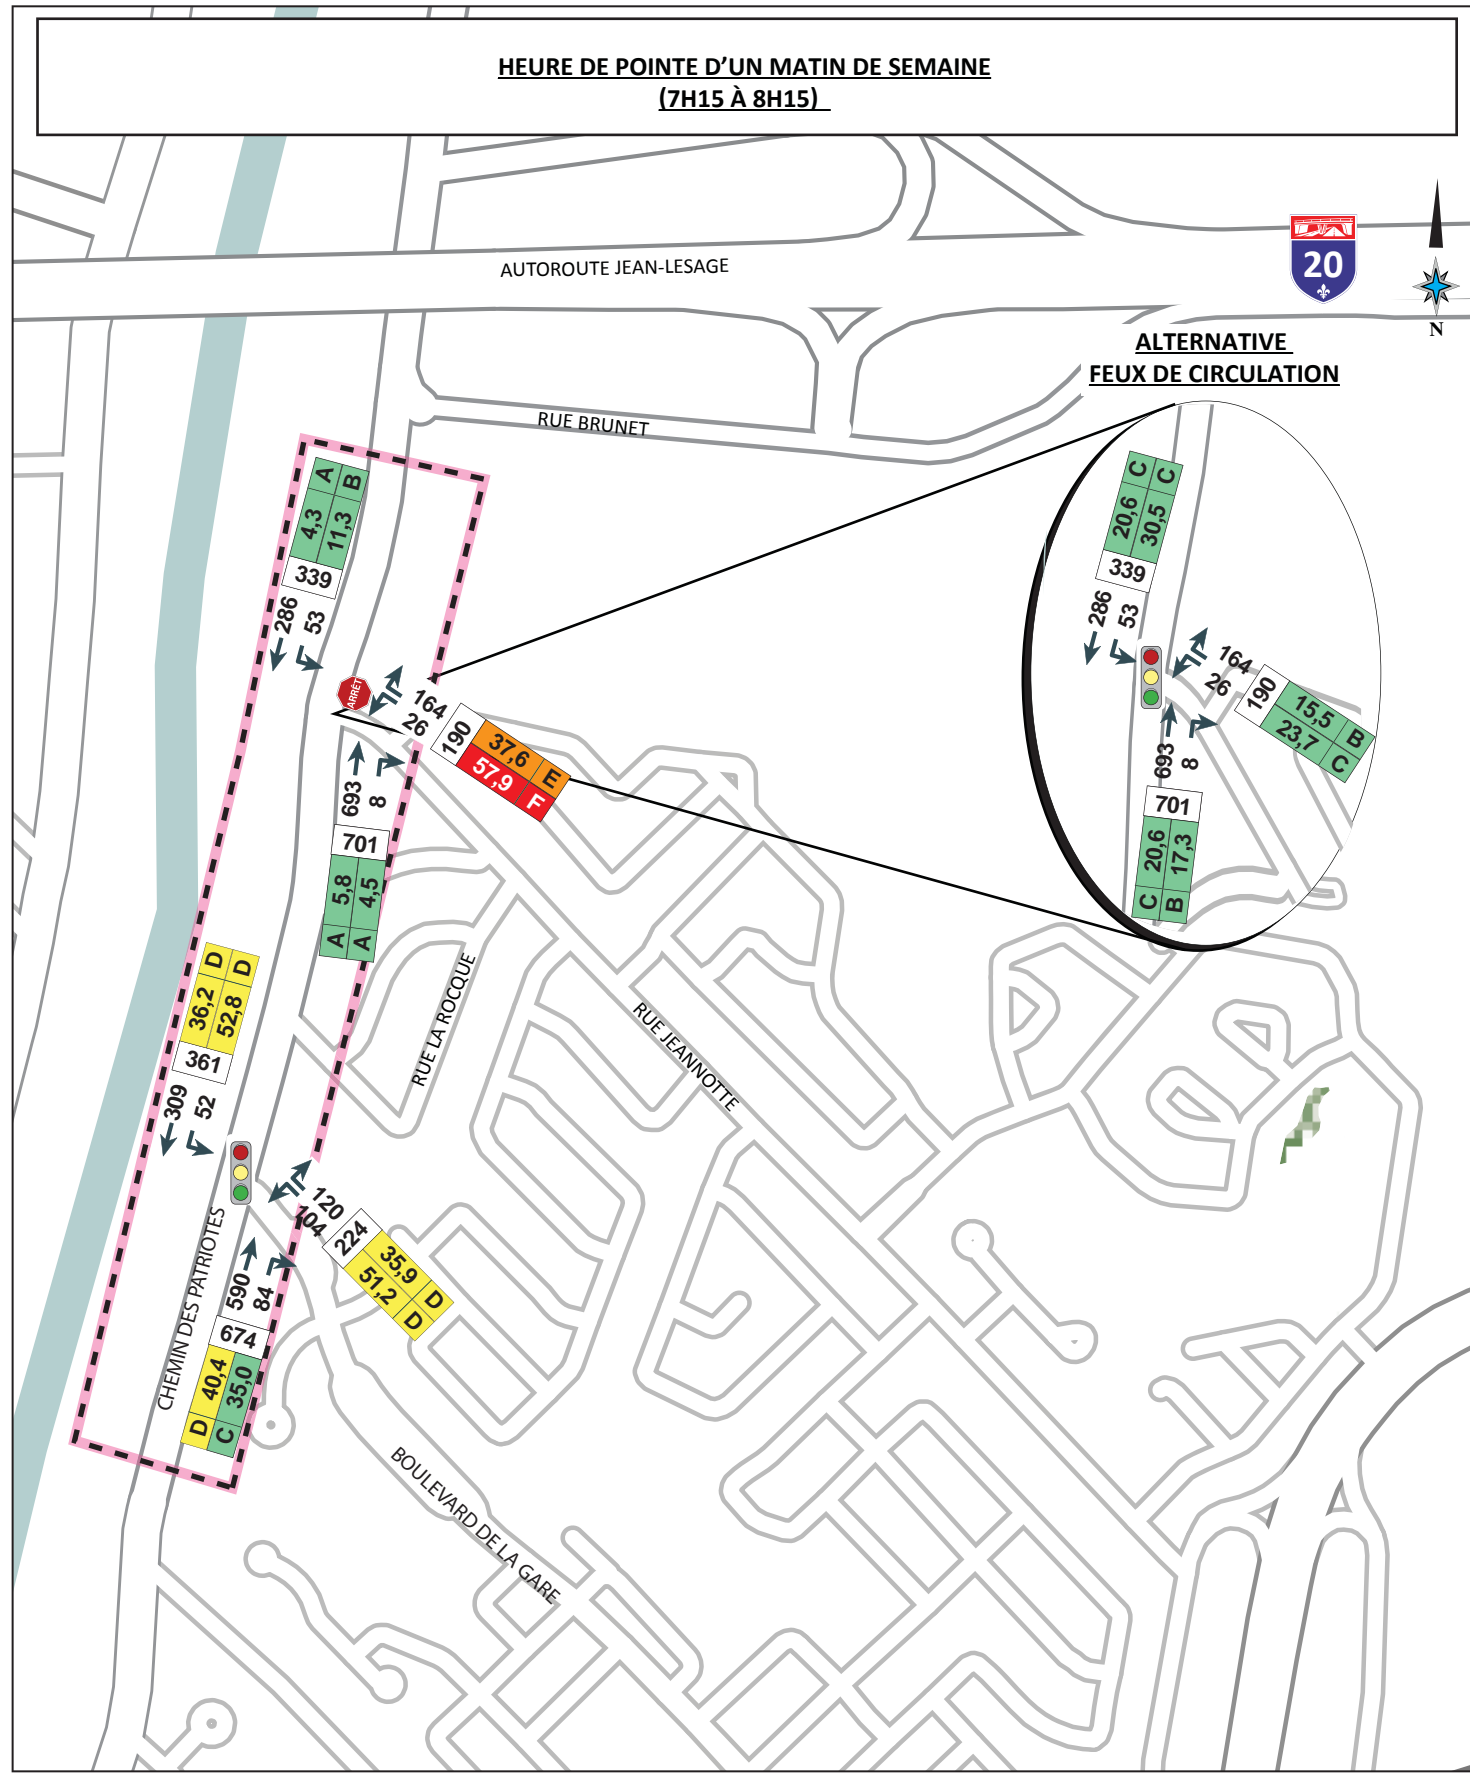 HEURE DE POINTE D'UN MATIN DE SEMAINE
(7H15 À 8H15)
AUTOROUTE JEAN-LESAGE
20
N
ALTERNATIVE
FEUX DE CIRCULATION
RUE BRUNET
4,3 A
11,3 B
339
286
53
ARRÊT
164
26
190
37,6 E
57,9 F
693
8
701
A 5,8
A 4,5
20,6 C
30,5 C
339
286
53
164
26
190
15,5 B
23,7 C
693
8
701
C 20,6
B 17,3
RUE LA ROCQUE
RUE JEANNOTTE
36,2 D
52,8 D
361
309
52
120
104
224
35,9 D
51,2 D
590
84
674
D 40,4
C 35,0
CHEMIN DES PATRIOTES
BOULEVARD DE LA GARE